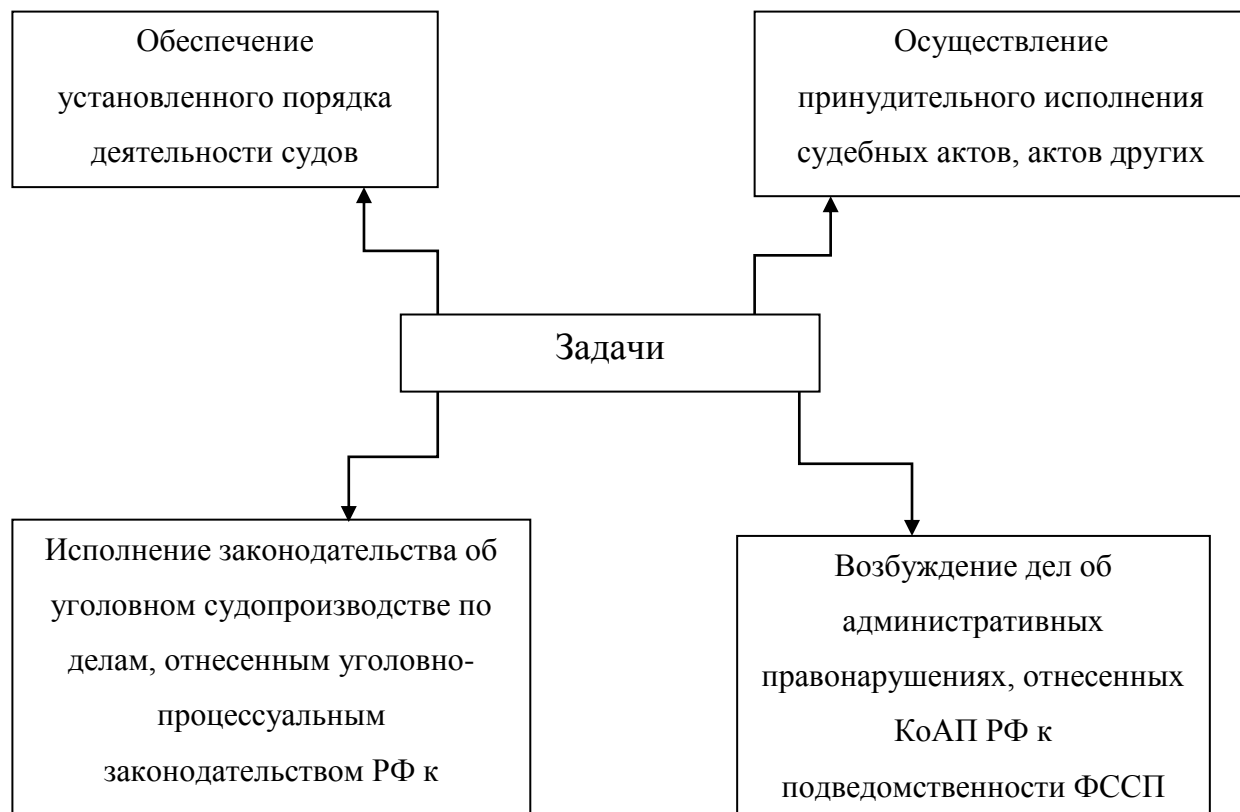 Обеспечение
установленного порядка
деятельности судов
Осуществление
принудительного исполнения
судебных актов, актов других
Задачи
Исполнение законодательства об
уголовном судопроизводстве по
делам, отнесенным уголовно-
процессуальным
законодательством РФ к
Возбуждение дел об
административных
правонарушениях, отнесенных
КоАП РФ к
подведомственности ФССП